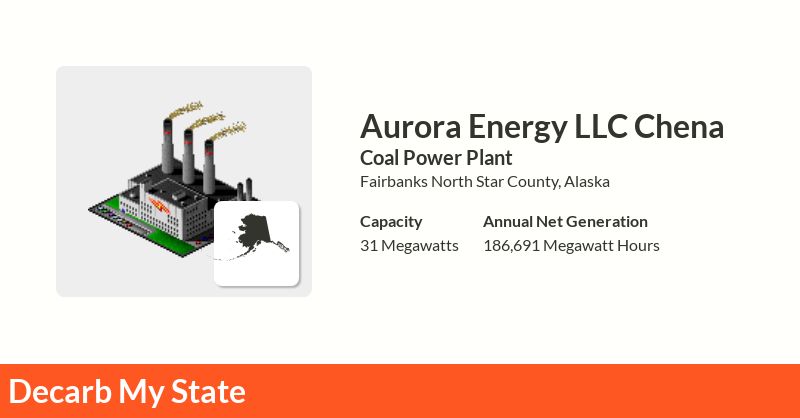 Aurora Energy LLC Chena
Coal Power Plant
Fairbanks North Star County, Alaska
Capacity
31 Megawatts
Annual Net Generation
186,691 Megawatt Hours
Decarb My State